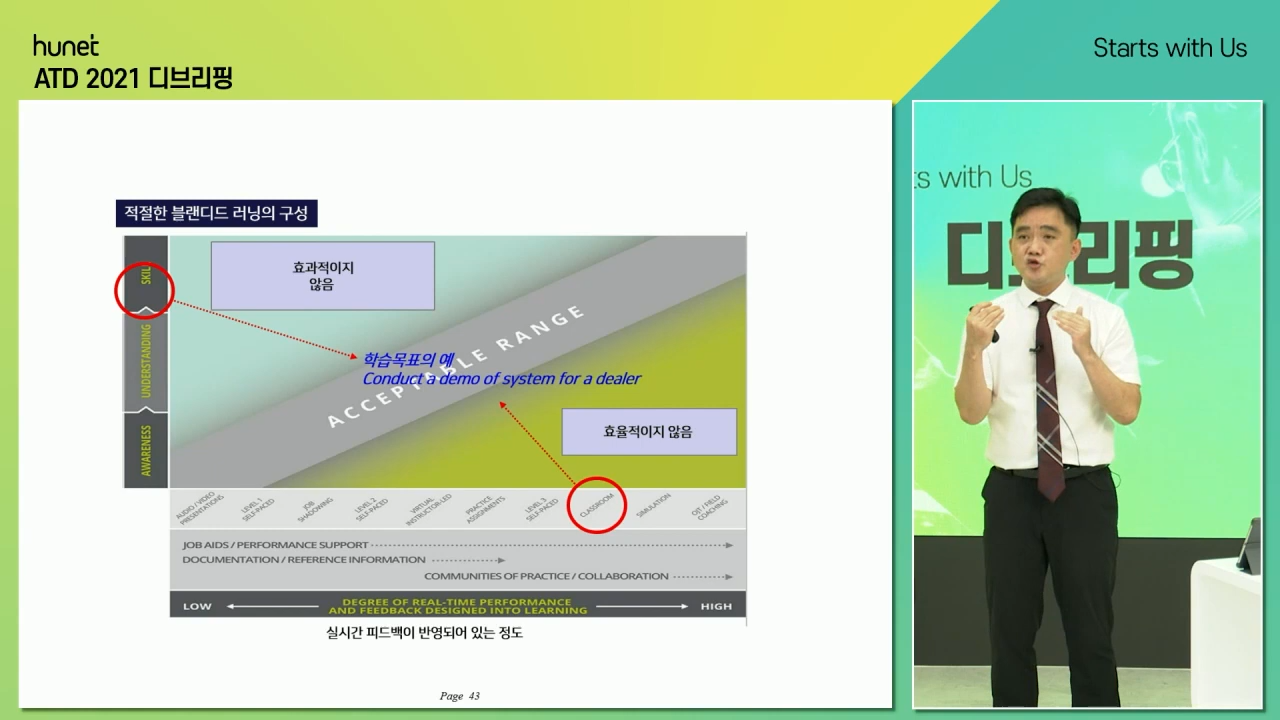 hunet
ATD 2021 디브리핑
Starts with Us
적절한 블랜디드 러닝의 구성
효과적이지
않음
SKILL
UNDERSTANDING
AWARENESS
ACCEPTABLE RANGE
학습목표의 예
Conduct a demo of system for a dealer
효율적이지 않음
AUDIO / VIDEO
PRESENTATIONS
LEVEL 1
SELF-PACED
JOB
SHADOWING
LEVEL 2
SELF-PACED
VIRTUAL
INSTRUCTOR-LED
PRACTICE
ASSIGNMENTS
LEVEL 3
SELF-PACED
CLASSROOM
SIMULATION
OJT / FIELD
COACHING
JOB AIDS / PERFORMANCE SUPPORT
DOCUMENTATION / REFERENCE INFORMATION
COMMUNITIES OF PRACTICE / COLLABORATION
LOW
DEGREE OF REAL-TIME PERFORMANCE
AND FEEDBACK DESIGNED INTO LEARNING
HIGH
실시간 피드백이 반영되어 있는 정도
Page 43
ts with Us
디브리핑